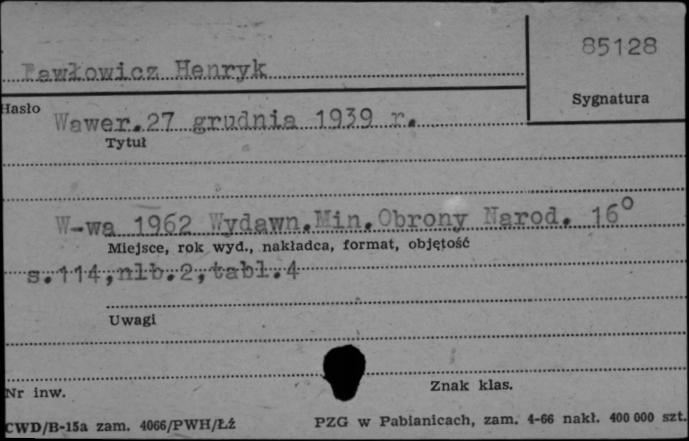 85128
Pawłowicz Henryk
Sygnatura
Hasło
Wawer.27 grudnia 1939 r.
Tytuł
W-wa 1962 Wydawn.Min.Obrony Narod. 16°
Miejsce, rok wyd., nakładca, format, objętość
s.114,nlb.2,tabl.4
Uwagi
Nr inw.
Znak klas.
CWD/B-15a zam. 4066/PWH/Łź
PZG w Pabianicach, zam. 4-66 nakł. 400 000 szt.